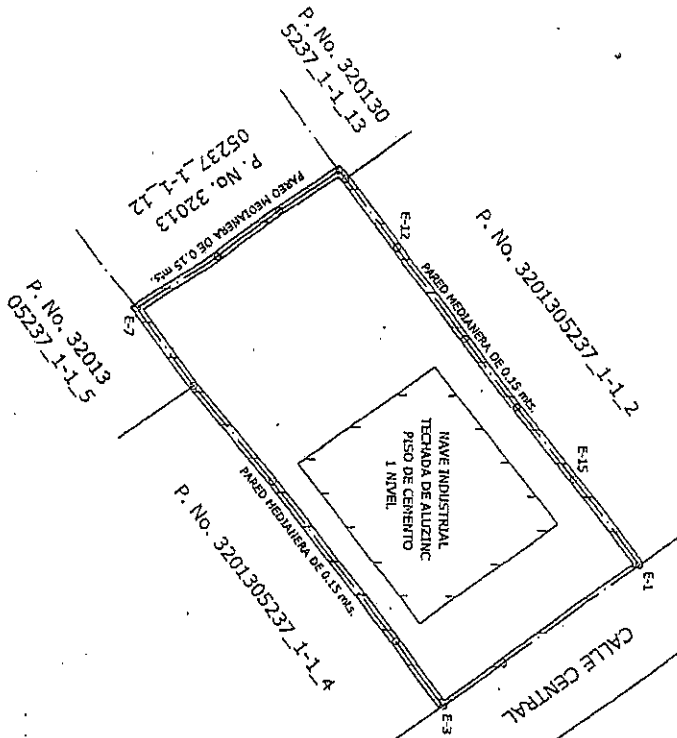 P. No. 320130
5237_1-1_13
P. No. 32013
05237_1-1_12
PARED MEDIANERA DE 0.15 mts.
E-12
P. No. 3201305237_1-1_2
PARED MEDIANERA DE 0.15 mts.
E-7
P. No. 32013
05237_1-1_5
NAVE INDUSTRIAL
TECHADA DE ALUZINC
PISO DE CEMENTO
1 NIVEL
E-15
PARED MEDIANERA DE 0.15 mts.
P. No. 3201305237_1-1_4
E-1
CALLE CENTRAL
E-3